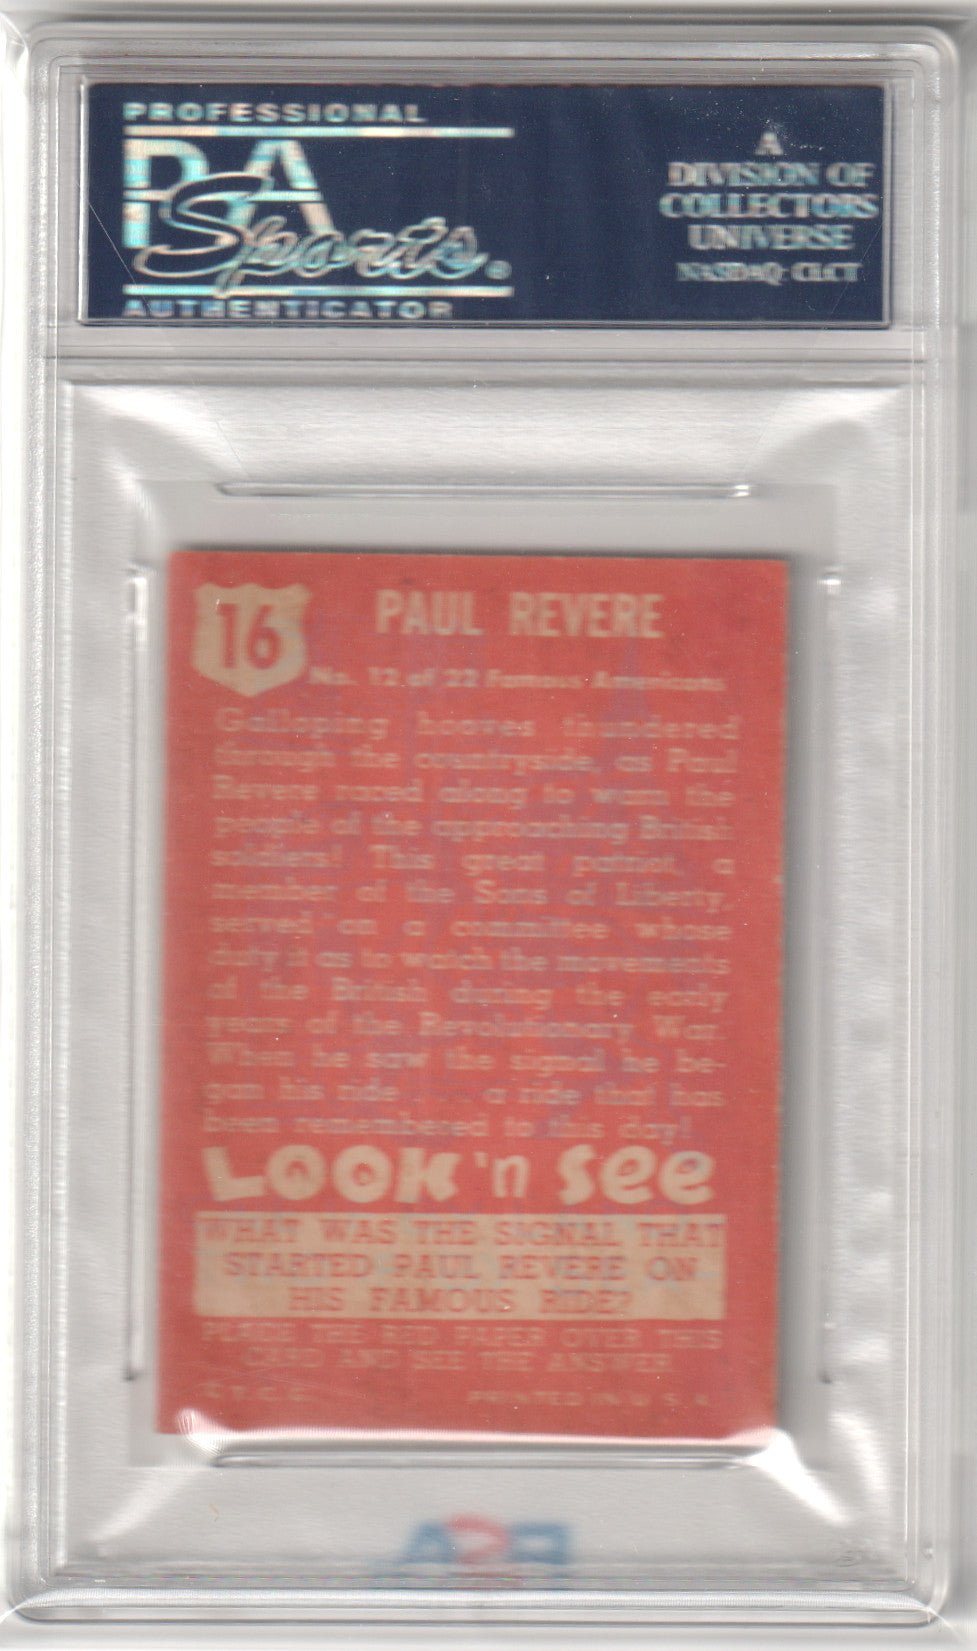 PROFESSIONAL
PSA
Sports®
AUTHENTICATOR
A
DIVISION OF
COLLECTORS
UNIVERSE
NASDAQ: CLCT
16
PAUL REVERE
No. 12 of 22 Famous Americans
Galloping hooves thundered
through the countryside, as Paul
Revere raced along to warn the
people of the approaching British
soldiers! This great patriot, a
member of the Sons of Liberty,
served on a committee whose
duty it as to watch the movements
of the British during the early
years of the Revolutionary War.
When he saw the signal he be-
gan his ride . . . a ride that has
been remembered to this day!
LOOK 'n See
WHAT WAS THE SIGNAL THAT
STARTED PAUL REVERE ON
HIS FAMOUS RIDE?
PLACE THE RED PAPER OVER THIS
CARD AND SEE THE ANSWER
© T.C.G. PRINTED IN U.S.A.
PSA